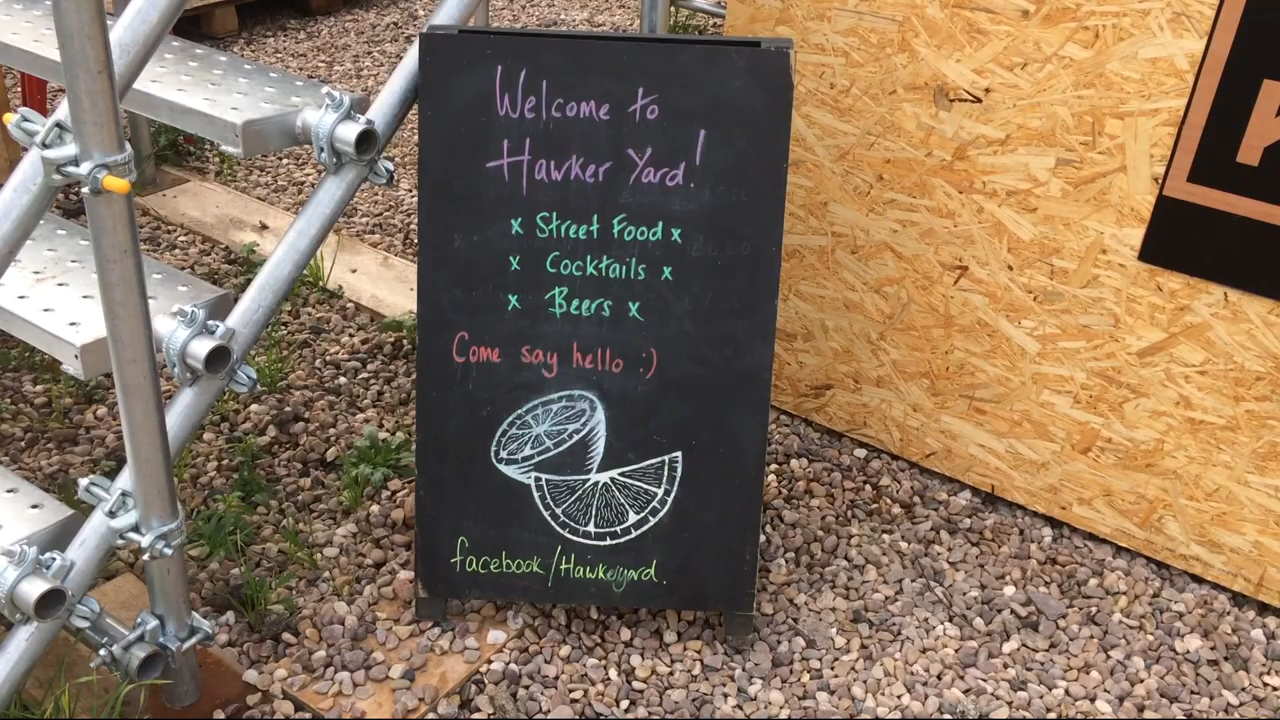 Welcome to
Hawker Yard!
x Street Food x
x Cocktails x
x Beers x
Come say hello :)
facebook/Hawkeryard.